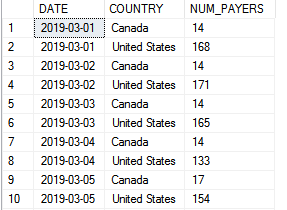 DATE COUNTRY NUM_PAYERS
1 2019-03-01 Canada 14
2 2019-03-01 United States 168
3 2019-03-02 Canada 14
4 2019-03-02 United States 171
5 2019-03-03 Canada 14
6 2019-03-03 United States 165
7 2019-03-04 Canada 14
8 2019-03-04 United States 133
9 2019-03-05 Canada 17
10 2019-03-05 United States 154